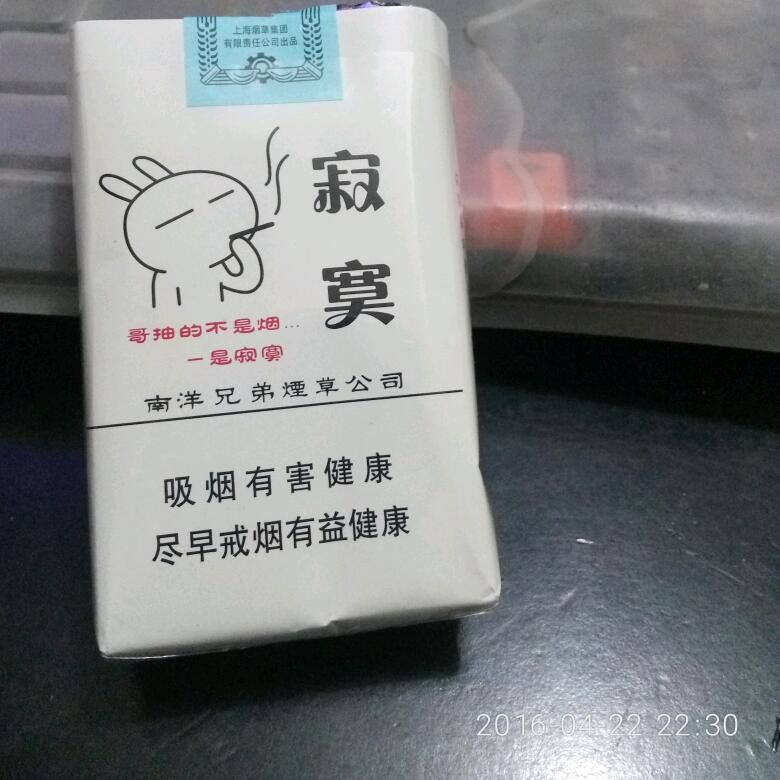 上海烟草集团
有限责任公司出品
寂
寞
哥抽的不是烟...
—是寂寞
南洋兄弟煙草公司
吸烟有害健康
尽早戒烟有益健康
2016-04-22 22:30